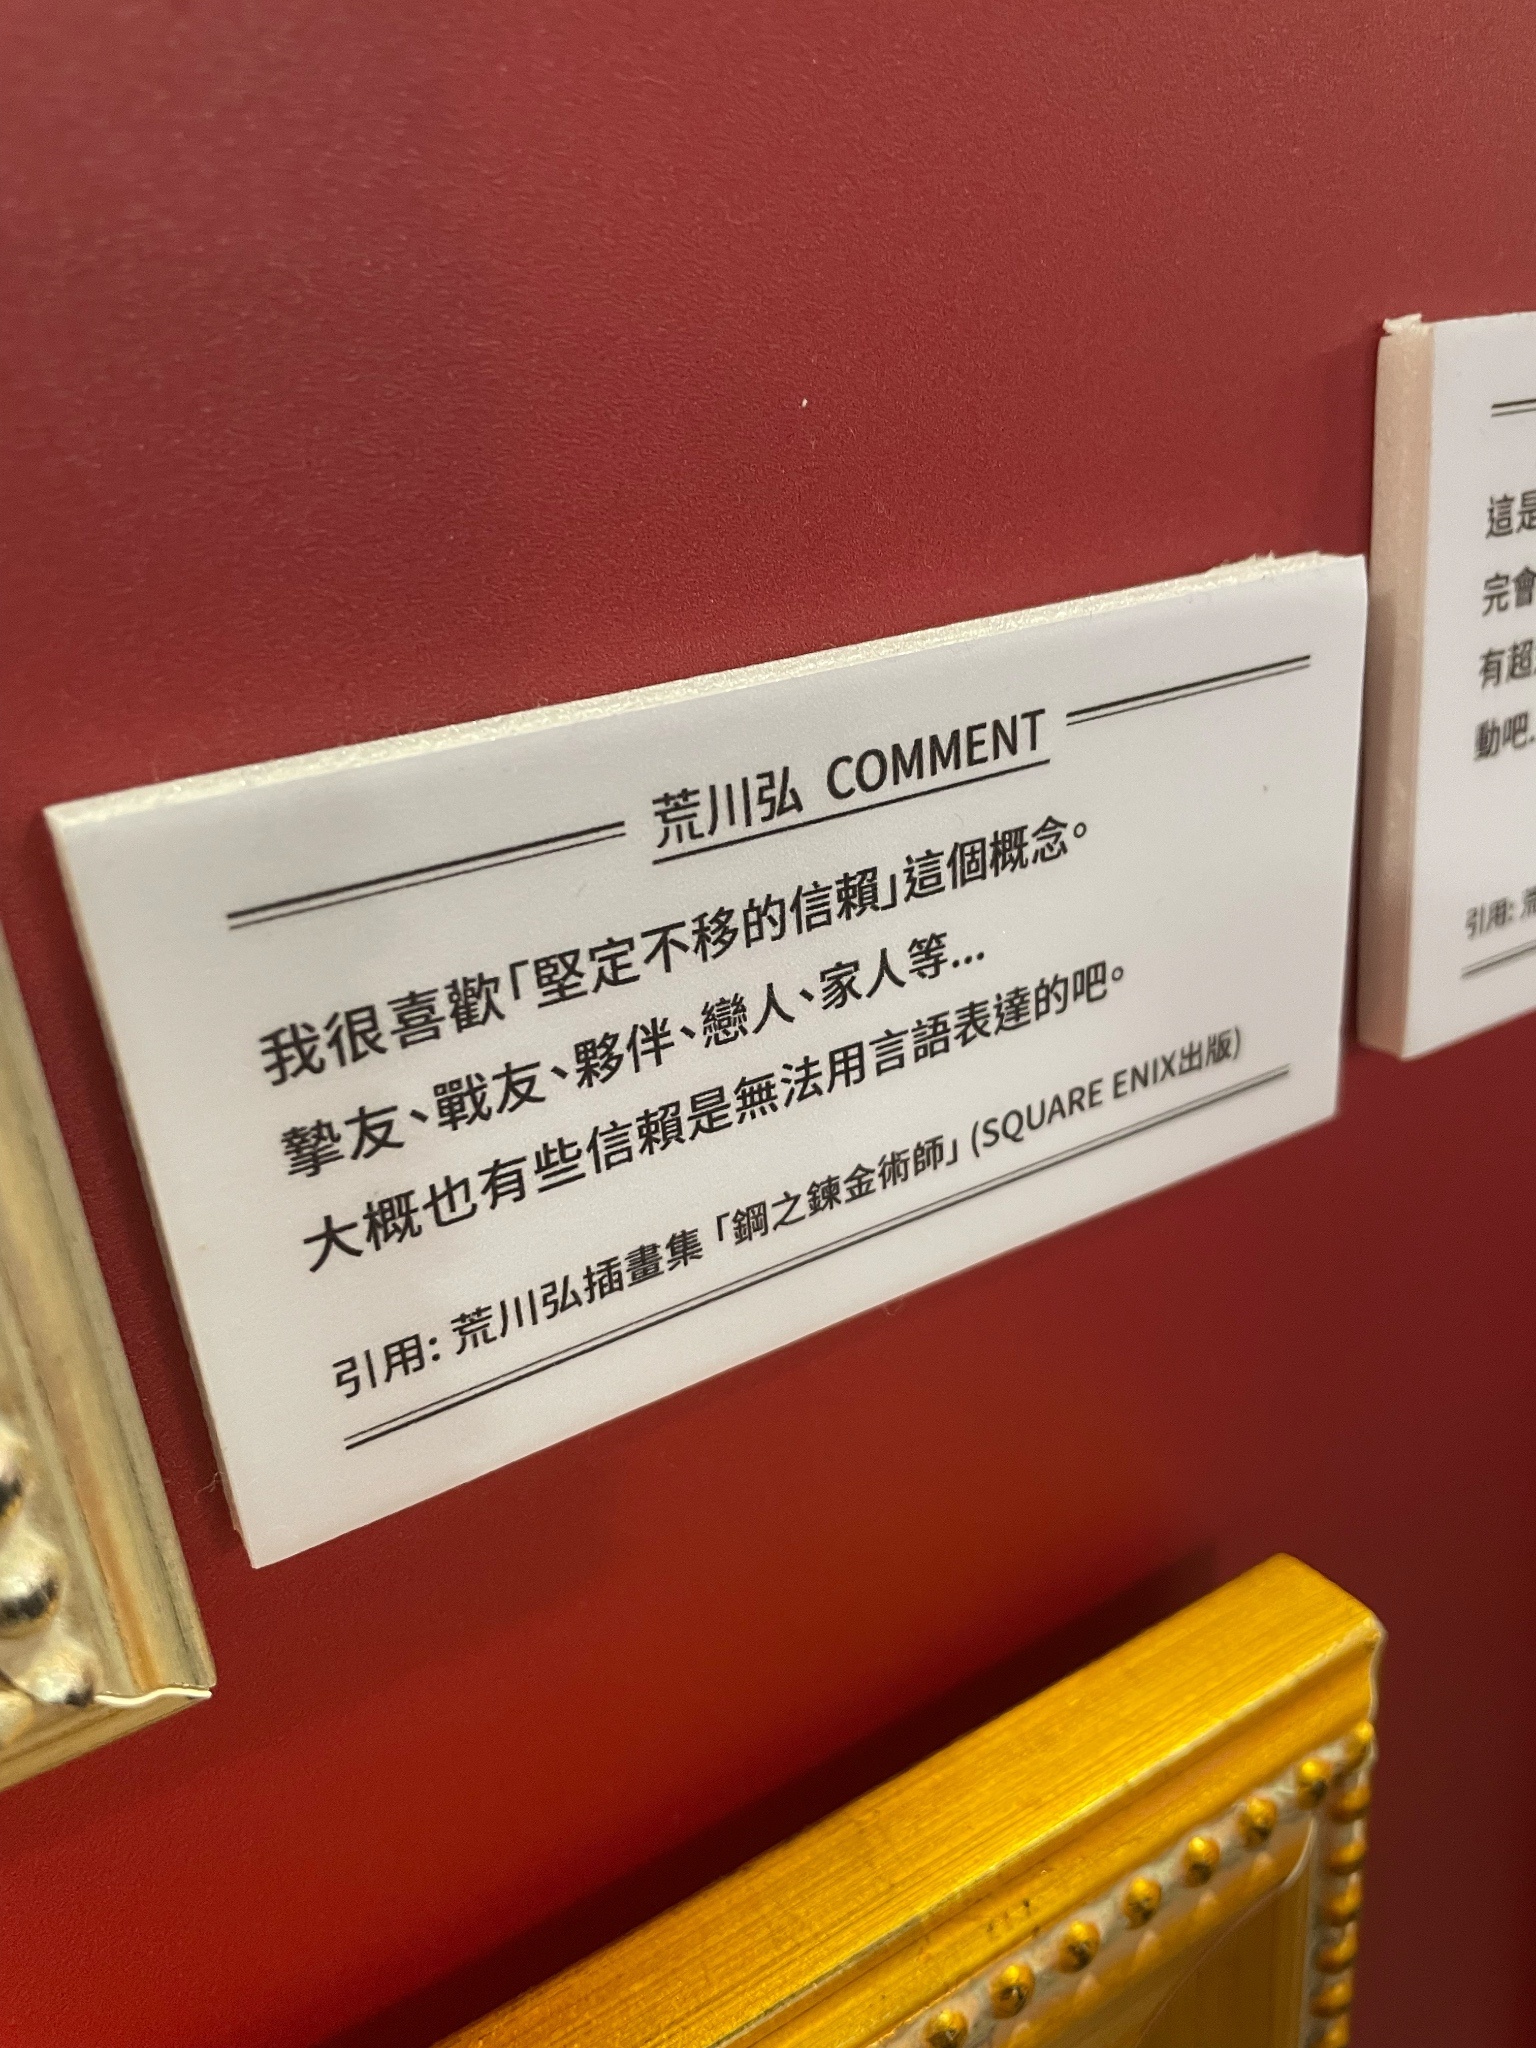 荒川弘 COMMENT
我很喜歡「堅定不移的信賴」這個概念。
摯友、戰友、夥伴、戀人、家人等...
大概也有些信賴是無法用言語表達的吧。
引用: 荒川弘插畫集「鋼之鍊金術師」(SQUARE ENIX出版)
這是
完會
有超
動吧.
引用: 荒